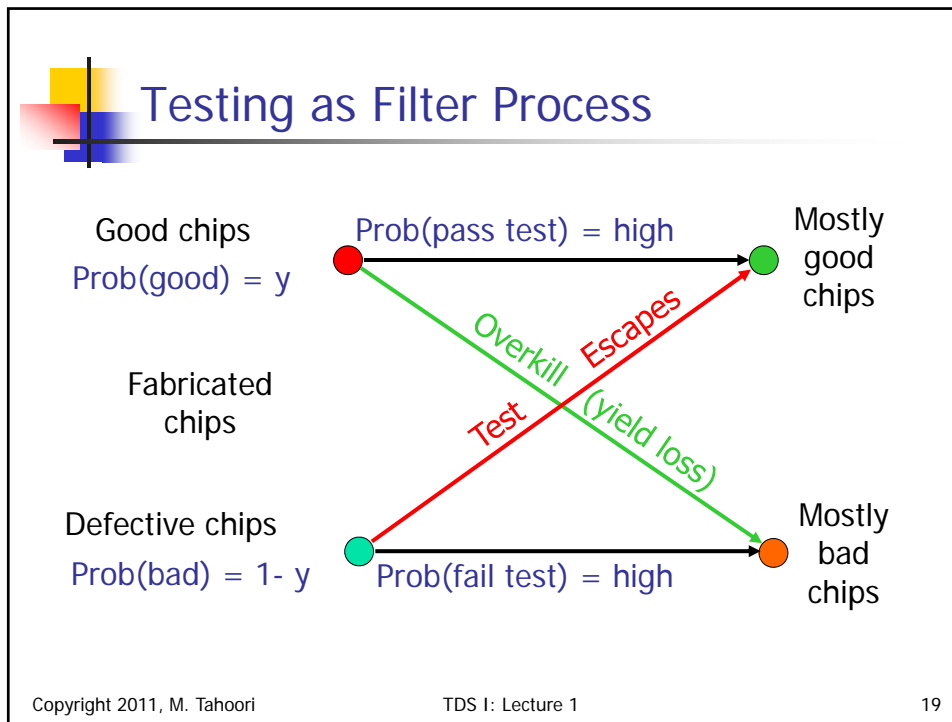 Testing as Filter Process
Good chips
Prob(good) = y
Prob(pass test) = high
Mostly
good
chips
Overkill (yield loss)
Test Escapes
Fabricated
chips
Defective chips
Prob(bad) = 1- y
Prob(fail test) = high
Mostly
bad
chips
Copyright 2011, M. Tahoori
TDS I: Lecture 1
19